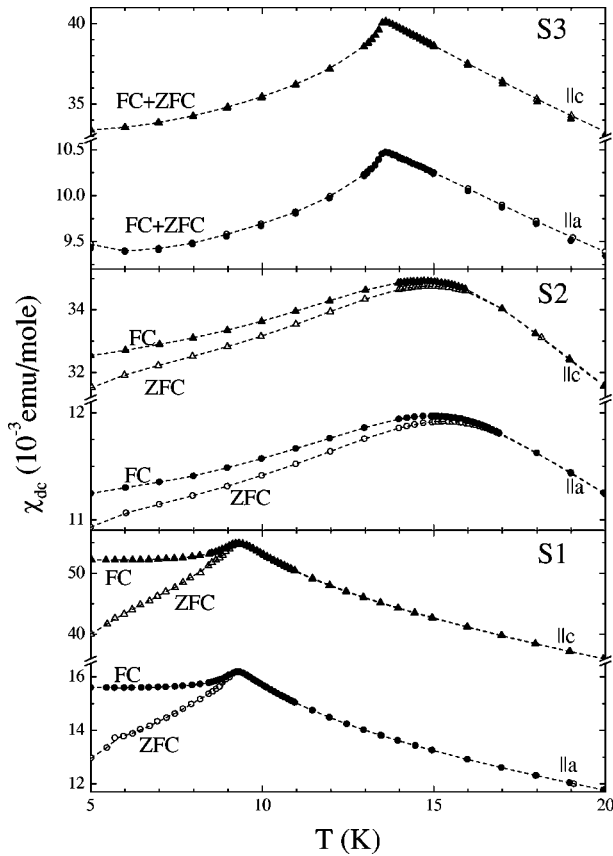 40
S3
FC+ZFC
35
||c
10.5
10.0
FC+ZFC
||a
9.5
S2
34
FC
ZFC
||c
32
12
FC
ZFC
||a
11
S1
50
FC
ZFC
||c
40
16
FC
14
ZFC
||a
12
5 10 15 20
T (K)
χdc (10-3 emu/mole)